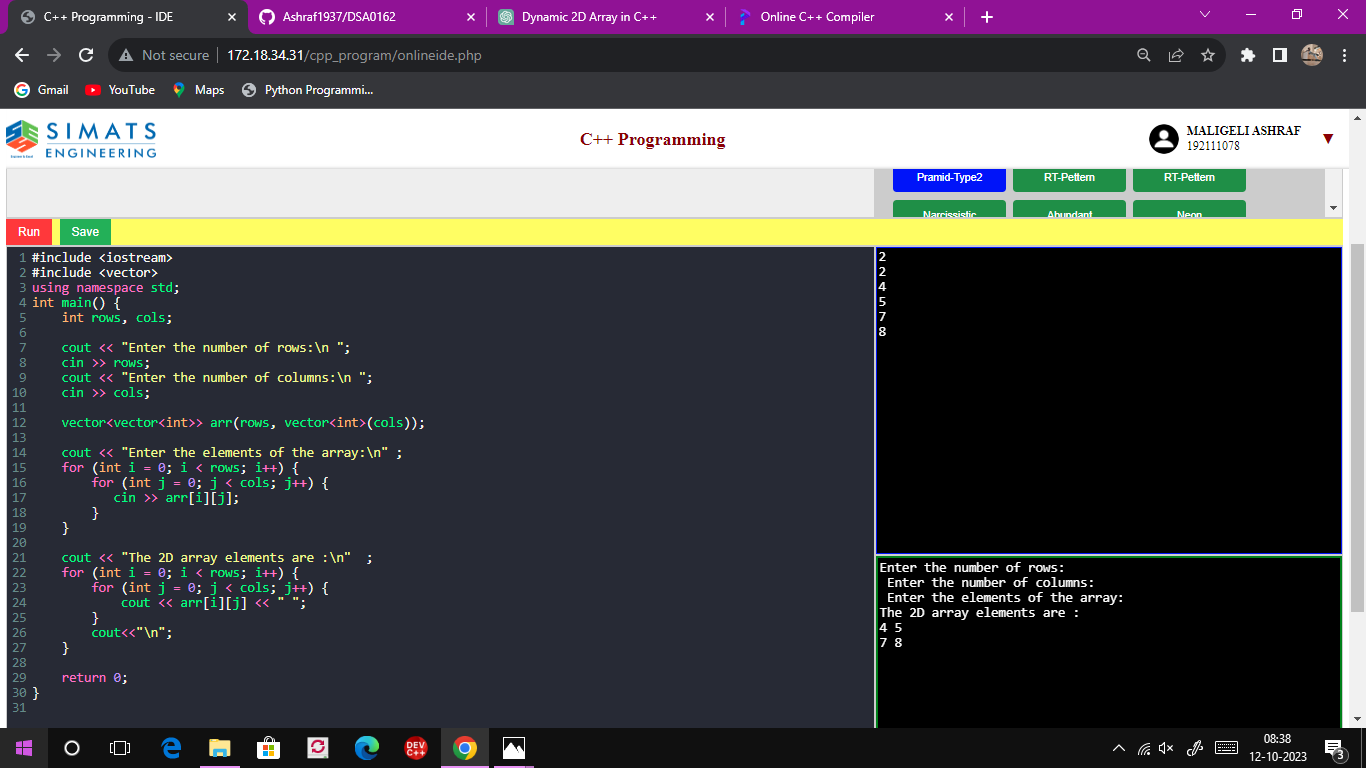 C++ Programming - IDE
Ashraf1937/DSA0162
Dynamic 2D Array in C++
Online C++ Compiler
Not secure
172.18.34.31/cpp_program/onlineide.php
Gmail
YouTube
Maps
Python Programmi...
SIMATS
ENGINEERING
C++ Programming
MALIGELI ASHRAF
192111078
Pramid-Type2
RT-Pettern
RT-Pettern
Narcissistic
Abundant
Neon
Run
Save
1 #include <iostream>
2 #include <vector>
3 using namespace std;
4 int main() {
5     int rows, cols;
6
7     cout << "Enter the number of rows:\n ";
8     cin >> rows;
9     cout << "Enter the number of columns:\n ";
10     cin >> cols;
11
12     vector<vector<int>> arr(rows, vector<int>(cols));
13
14     cout << "Enter the elements of the array:\n" ;
15     for (int i = 0; i < rows; i++) {
16         for (int j = 0; j < cols; j++) {
17            cin >> arr[i][j];
18         }
19     }
20
21     cout << "The 2D array elements are :\n"  ;
22     for (int i = 0; i < rows; i++) {
23         for (int j = 0; j < cols; j++) {
24             cout << arr[i][j] << " ";
25         }
26         cout<<"\n";
27     }
28
29     return 0;
30 }
31
2
2
4
5
7
8
Enter the number of rows:
 Enter the number of columns:
 Enter the elements of the array:
The 2D array elements are :
4 5
7 8
DEV
C++
08:38
12-10-2023
3